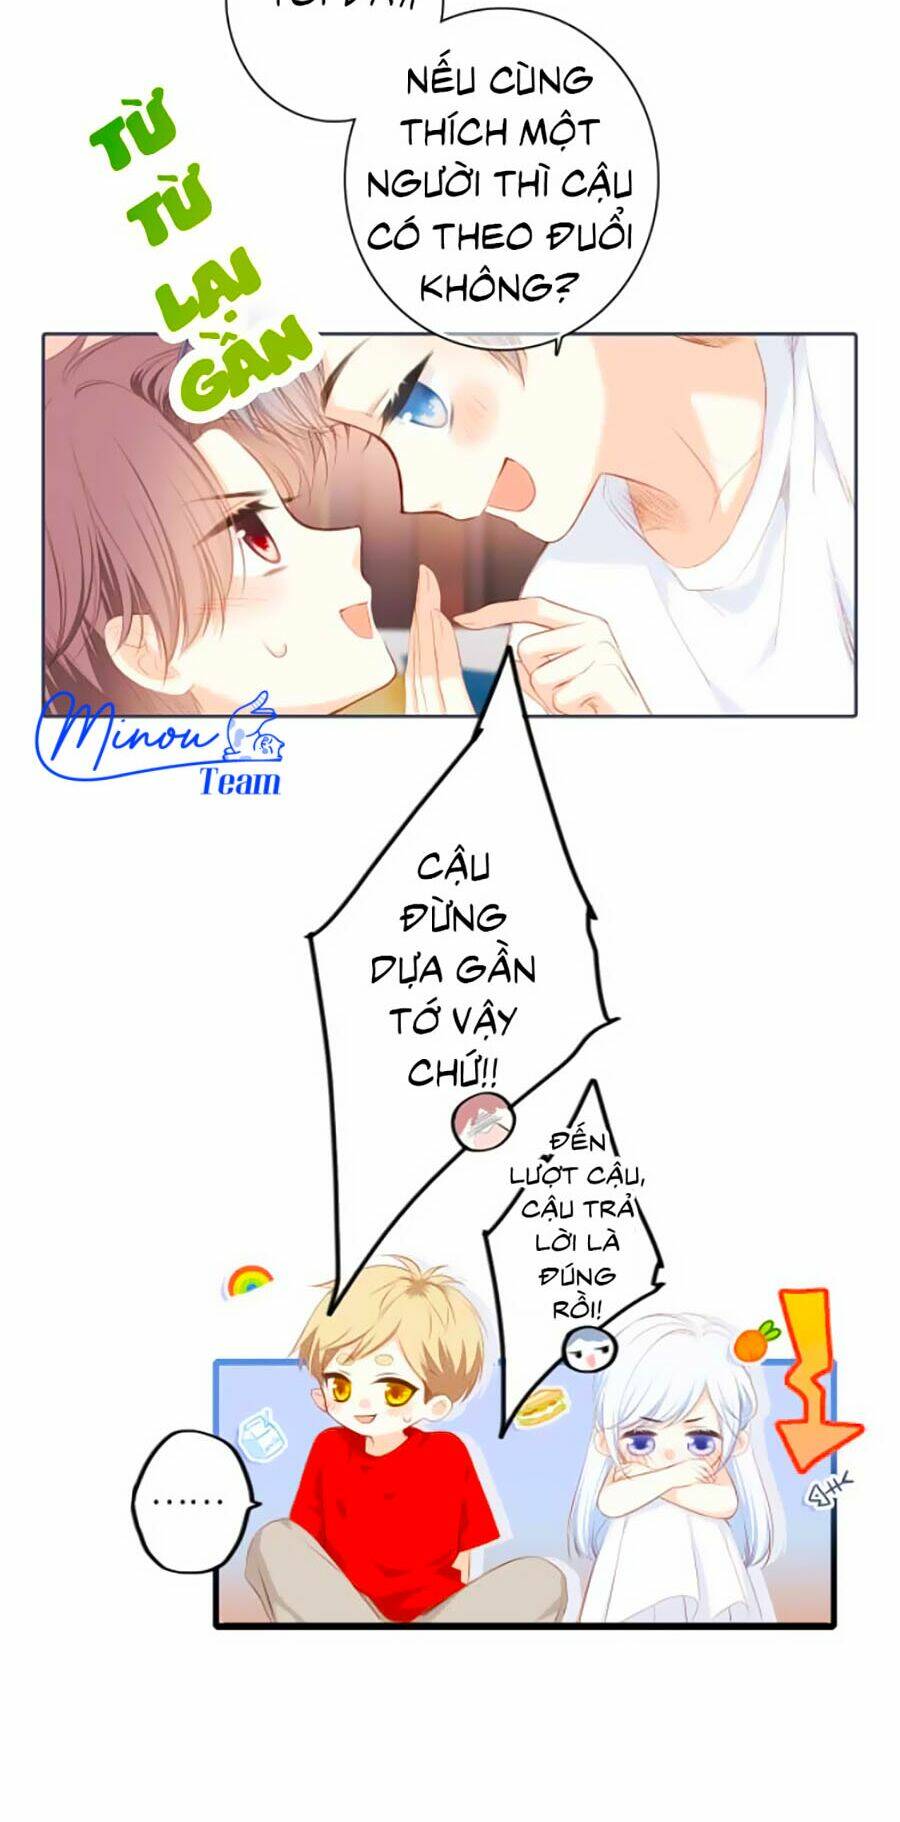 NẾU CÙNG
THÍCH MỘT
NGƯỜI THÌ CẬU
CÓ THEO ĐUỔI
KHÔNG?
TỪ
TỪ
LẠI
GẦN
Minou
Team
CẬU
ĐỪNG
DỰA GẦN
TỚ VẬY
CHỨ!!
ĐẾN
LƯỢT CẬU,
CẬU TRẢ
LỜI LÀ
ĐÚNG
RỒI!
......